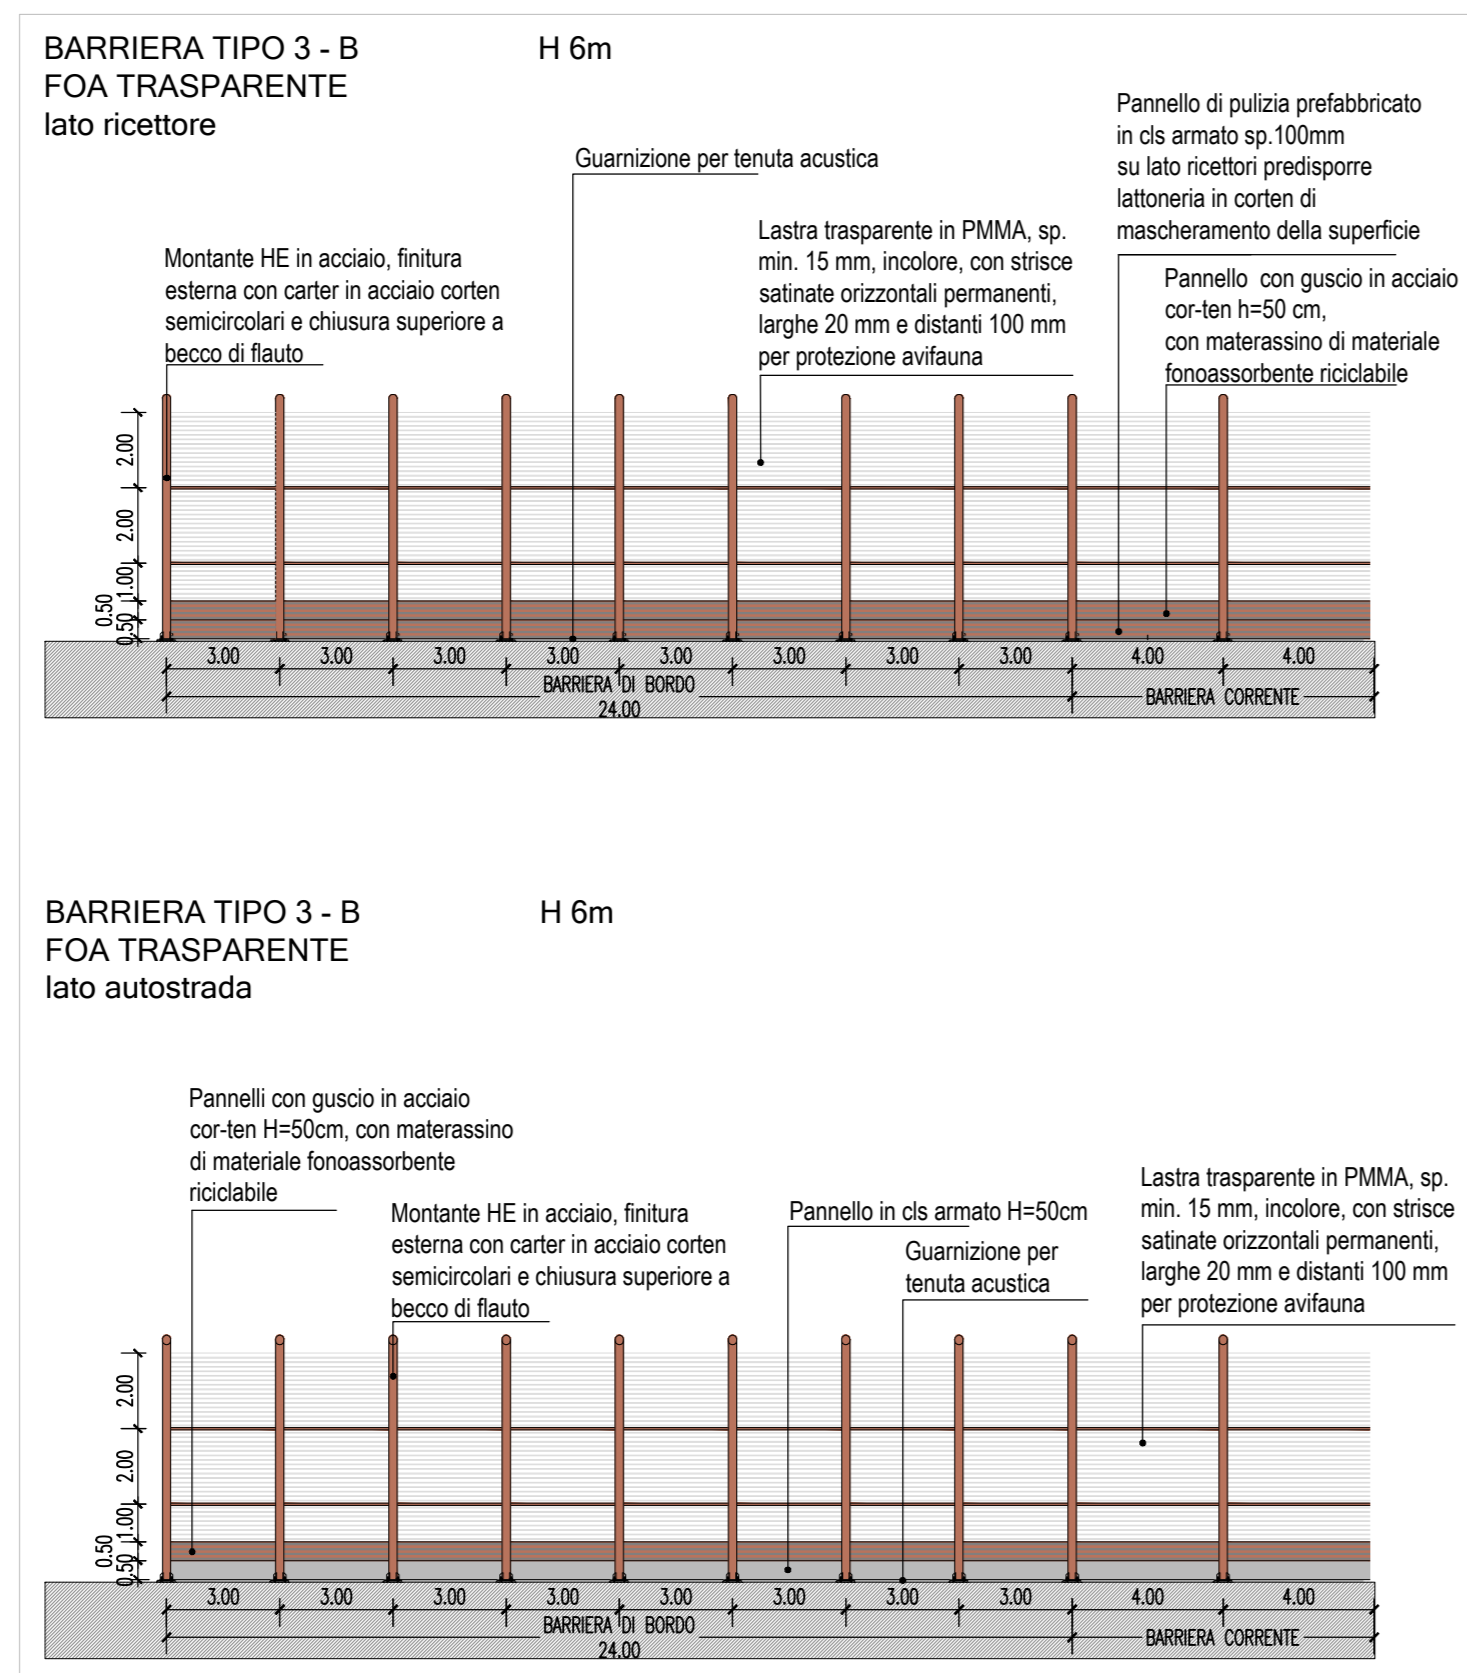 BARRIERA TIPO 3 - B H 6m
FOA TRASPARENTE
lato ricettore
Pannello di pulizia prefabbricato
in cls armato sp.100mm
su lato ricettori predisporre
lattoneria in corten di
mascheramento della superficie
Guarnizione per tenuta acustica
Lastra trasparente in PMMA, sp.
min. 15 mm, incolore, con strisce
satinate orizzontali permanenti,
larghe 20 mm e distanti 100 mm
per protezione avifauna
Montante HE in acciaio, finitura
esterna con carter in acciaio corten
semicircolari e chiusura superiore a
becco di flauto
Pannello con guscio in acciaio
cor-ten h=50 cm,
con materassino di materiale
fonoassorbente riciclabile
2.00
2.00
1.00
0.50
0.50
3.00 3.00 3.00 3.00 3.00 3.00 3.00 3.00 4.00 4.00
BARRIERA DI BORDO
24.00
BARRIERA CORRENTE
BARRIERA TIPO 3 - B H 6m
FOA TRASPARENTE
lato autostrada
Pannelli con guscio in acciaio
cor-ten H=50cm, con materassino
di materiale fonoassorbente
riciclabile
Montante HE in acciaio, finitura
esterna con carter in acciaio corten
semicircolari e chiusura superiore a
becco di flauto
Pannello in cls armato H=50cm
Guarnizione per
tenuta acustica
Lastra trasparente in PMMA, sp.
min. 15 mm, incolore, con strisce
satinate orizzontali permanenti,
larghe 20 mm e distanti 100 mm
per protezione avifauna
2.00
2.00
1.00
0.50
0.50
3.00 3.00 3.00 3.00 3.00 3.00 3.00 3.00 4.00 4.00
BARRIERA DI BORDO
24.00
BARRIERA CORRENTE